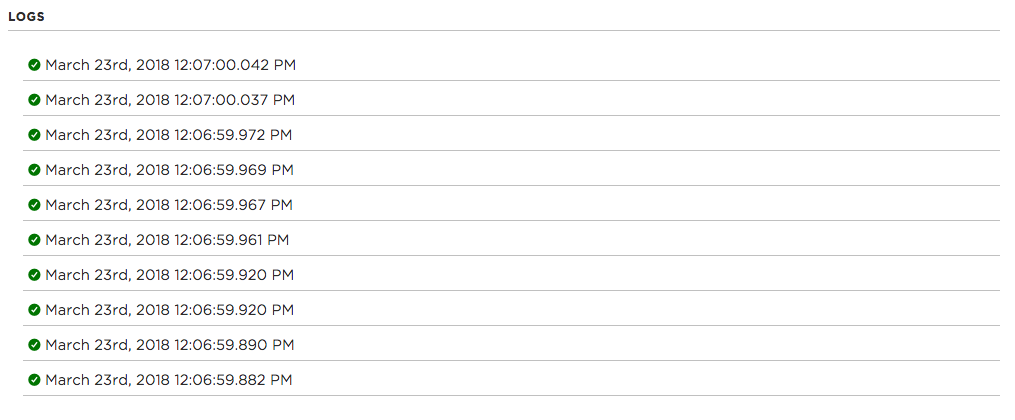 LOGS
March 23rd, 2018 12:07:00.042 PM
March 23rd, 2018 12:07:00.037 PM
March 23rd, 2018 12:06:59.972 PM
March 23rd, 2018 12:06:59.969 PM
March 23rd, 2018 12:06:59.967 PM
March 23rd, 2018 12:06:59.961 PM
March 23rd, 2018 12:06:59.920 PM
March 23rd, 2018 12:06:59.920 PM
March 23rd, 2018 12:06:59.890 PM
March 23rd, 2018 12:06:59.882 PM